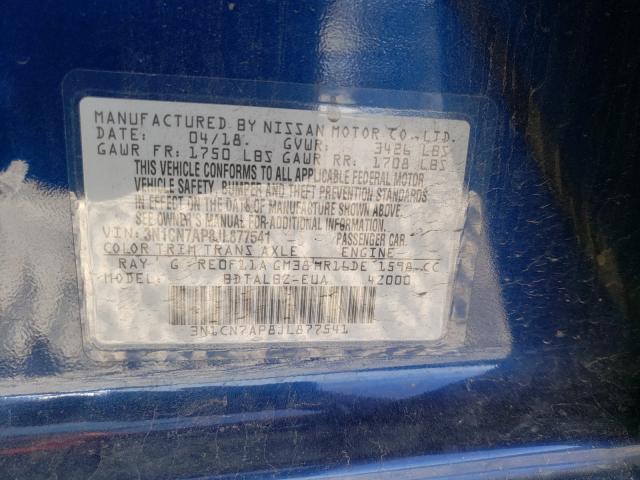 MANUFACTURED BY NISSAN MOTOR CO.,LTD.
DATE: 04/18. GVWR: 3426 LBS
GAWR FR: 1750 LBS GAWR RR: 1708 LBS
THIS VEHICLE CONFORMS TO ALL APPLICABLE FEDERAL MOTOR
VEHICLE SAFETY, BUMPER AND THEFT PREVENTION STANDARDS
IN EFFECT ON THE DATE OF MANUFACTURE SHOWN ABOVE.
SEE OWNER'S MANUAL FOR ADDITIONAL INFORMATION.
VIN: 3N1CN7AP8JL877541 PASSENGER CAR
COLOR TRIM TRANS AXLE ENGINE
RAY G RE0F11A GM38 HR16DE 1598 CC
MODEL: BDTALBZ-EUA 42000
3N1CN7AP8JL877541